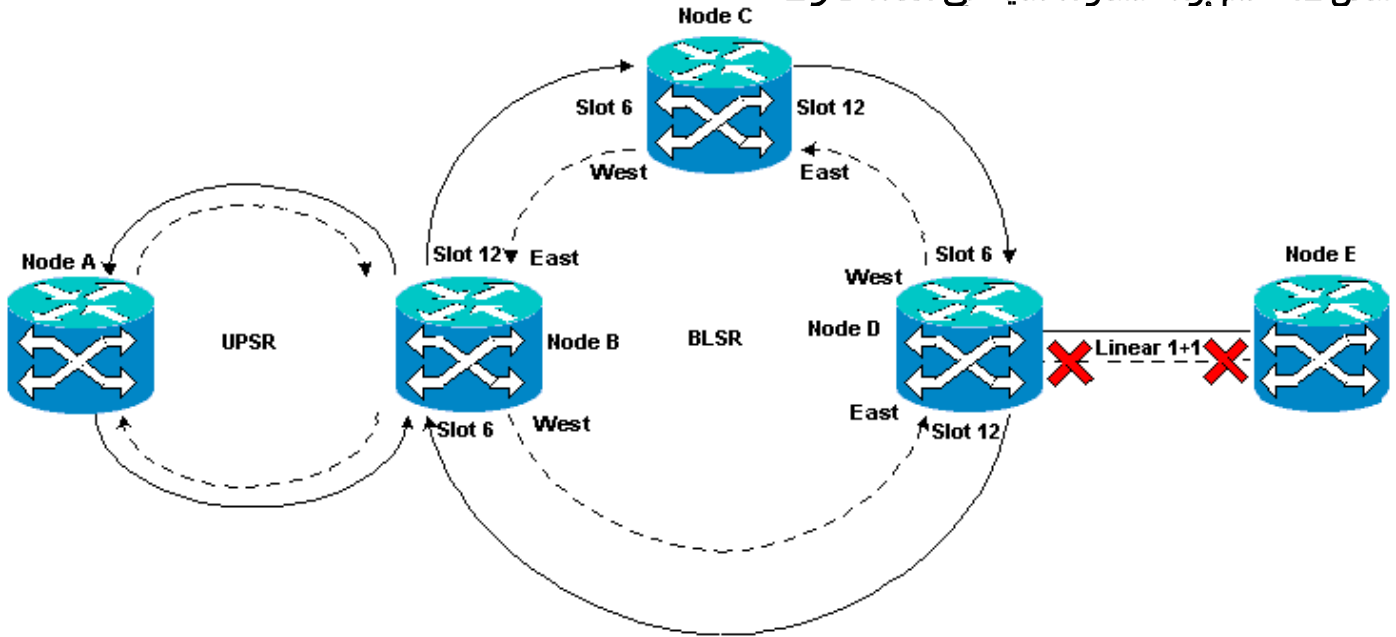 Node C
Slot 6
Slot 12
West
East
Node A
Slot 12
East
Slot 6
West
Node E
UPSR
Node B
BLSR
Node D
Linear 1+1
Slot 6
West
East
Slot 12